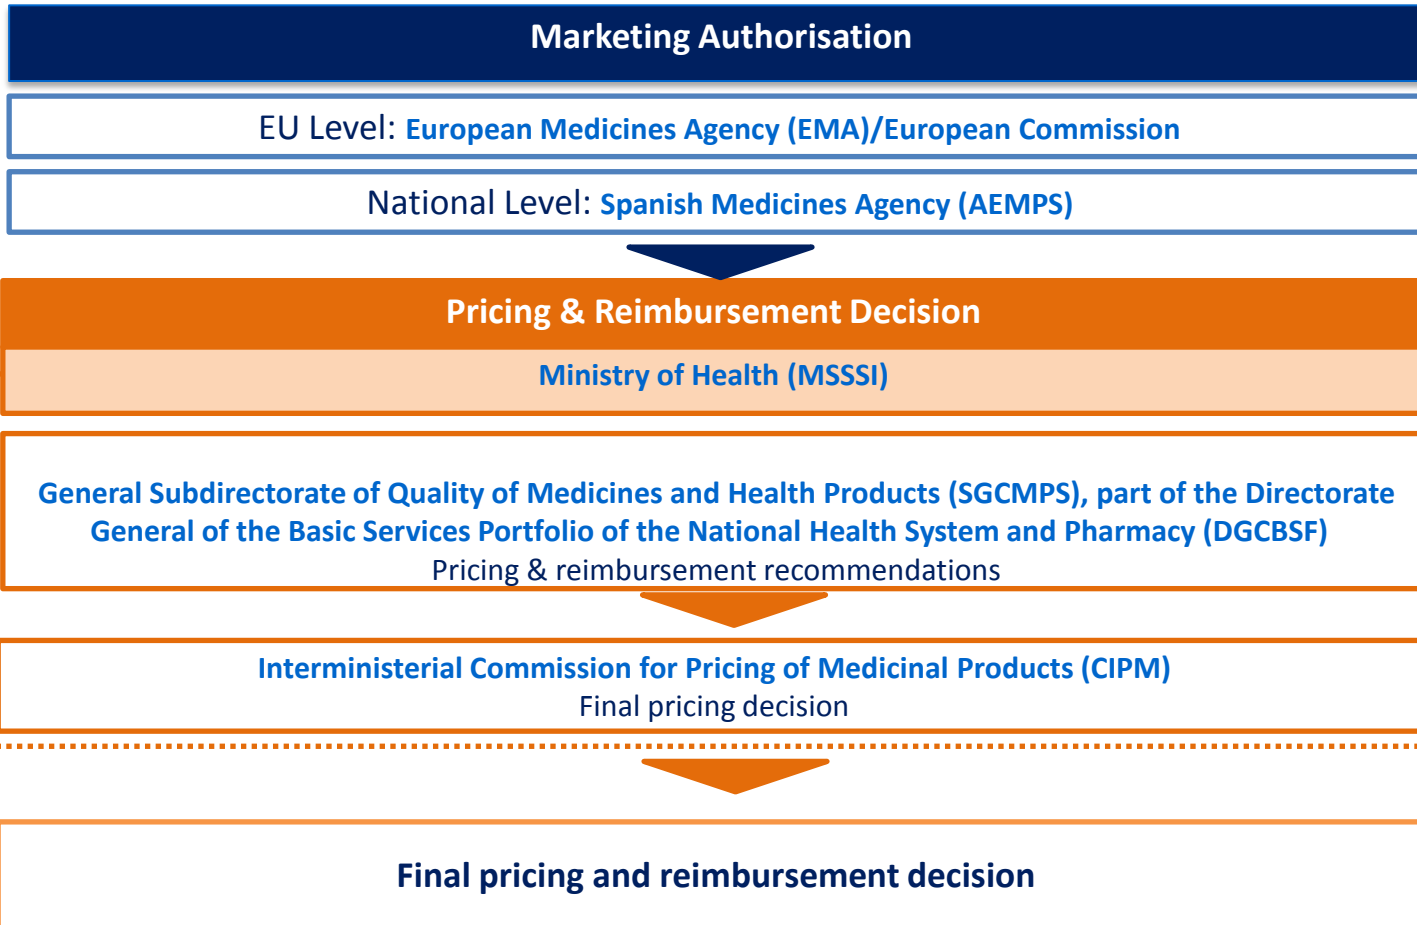 Marketing Authorisation
EU Level: European Medicines Agency (EMA)/European Commission
National Level: Spanish Medicines Agency (AEMPS)
Pricing & Reimbursement Decision
Ministry of Health (MSSSI)
General Subdirectorate of Quality of Medicines and Health Products (SGCMPS), part of the Directorate
General of the Basic Services Portfolio of the National Health System and Pharmacy (DGCBSF)
Pricing & reimbursement recommendations
Interministerial Commission for Pricing of Medicinal Products (CIPM)
Final pricing decision
Final pricing and reimbursement decision